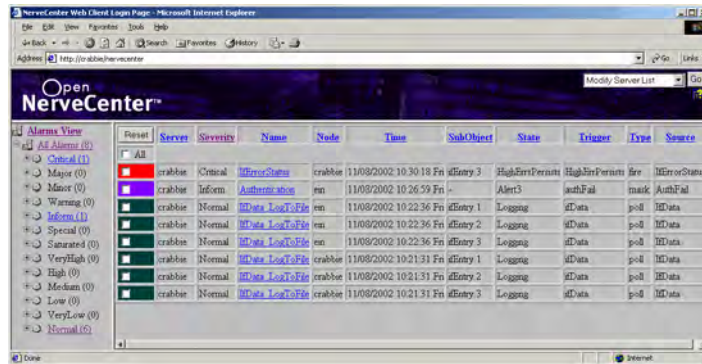 NerveCenter Web Client Login Page - Microsoft Internet Explorer
File Edit View Favorites Tools Help
Back Search Favorites History
Address http://crabbie/nervecenter Go Links
Open
NerveCenter™
Modify Server List Go
Alarms View
All Alarms (8)
Critical (1)
Major (0)
Minor (0)
Warning (0)
Inform (1)
Special (0)
Saturated (0)
VeryHigh (0)
High (0)
Medium (0)
Low (0)
VeryLow (0)
Normal (6)
Reset Server Severity Name Node Time SubObject State Trigger Type Source
All
crabbie Critical IfErrorStatus crabbie 11/08/2002 10:30:18 Fri ifEntry 3 HighErrPersists HighErrPersists fire IfErrorStatus
crabbie Inform Authentication em 11/08/2002 10:26:59 Fri - Alert3 authFail mask AuthFail
crabbie Normal IfData_LogToFile em 11/08/2002 10:22:36 Fri ifEntry 1 Logging ifData poll IfData
crabbie Normal IfData_LogToFile em 11/08/2002 10:22:36 Fri ifEntry 2 Logging ifData poll IfData
crabbie Normal IfData_LogToFile em 11/08/2002 10:22:36 Fri ifEntry 3 Logging ifData poll IfData
crabbie Normal IfData_LogToFile crabbie 11/08/2002 10:21:31 Fri ifEntry 1 Logging ifData poll IfData
crabbie Normal IfData_LogToFile crabbie 11/08/2002 10:21:31 Fri ifEntry 2 Logging ifData poll IfData
crabbie Normal IfData_LogToFile crabbie 11/08/2002 10:21:31 Fri ifEntry 3 Logging ifData poll IfData
Done Internet